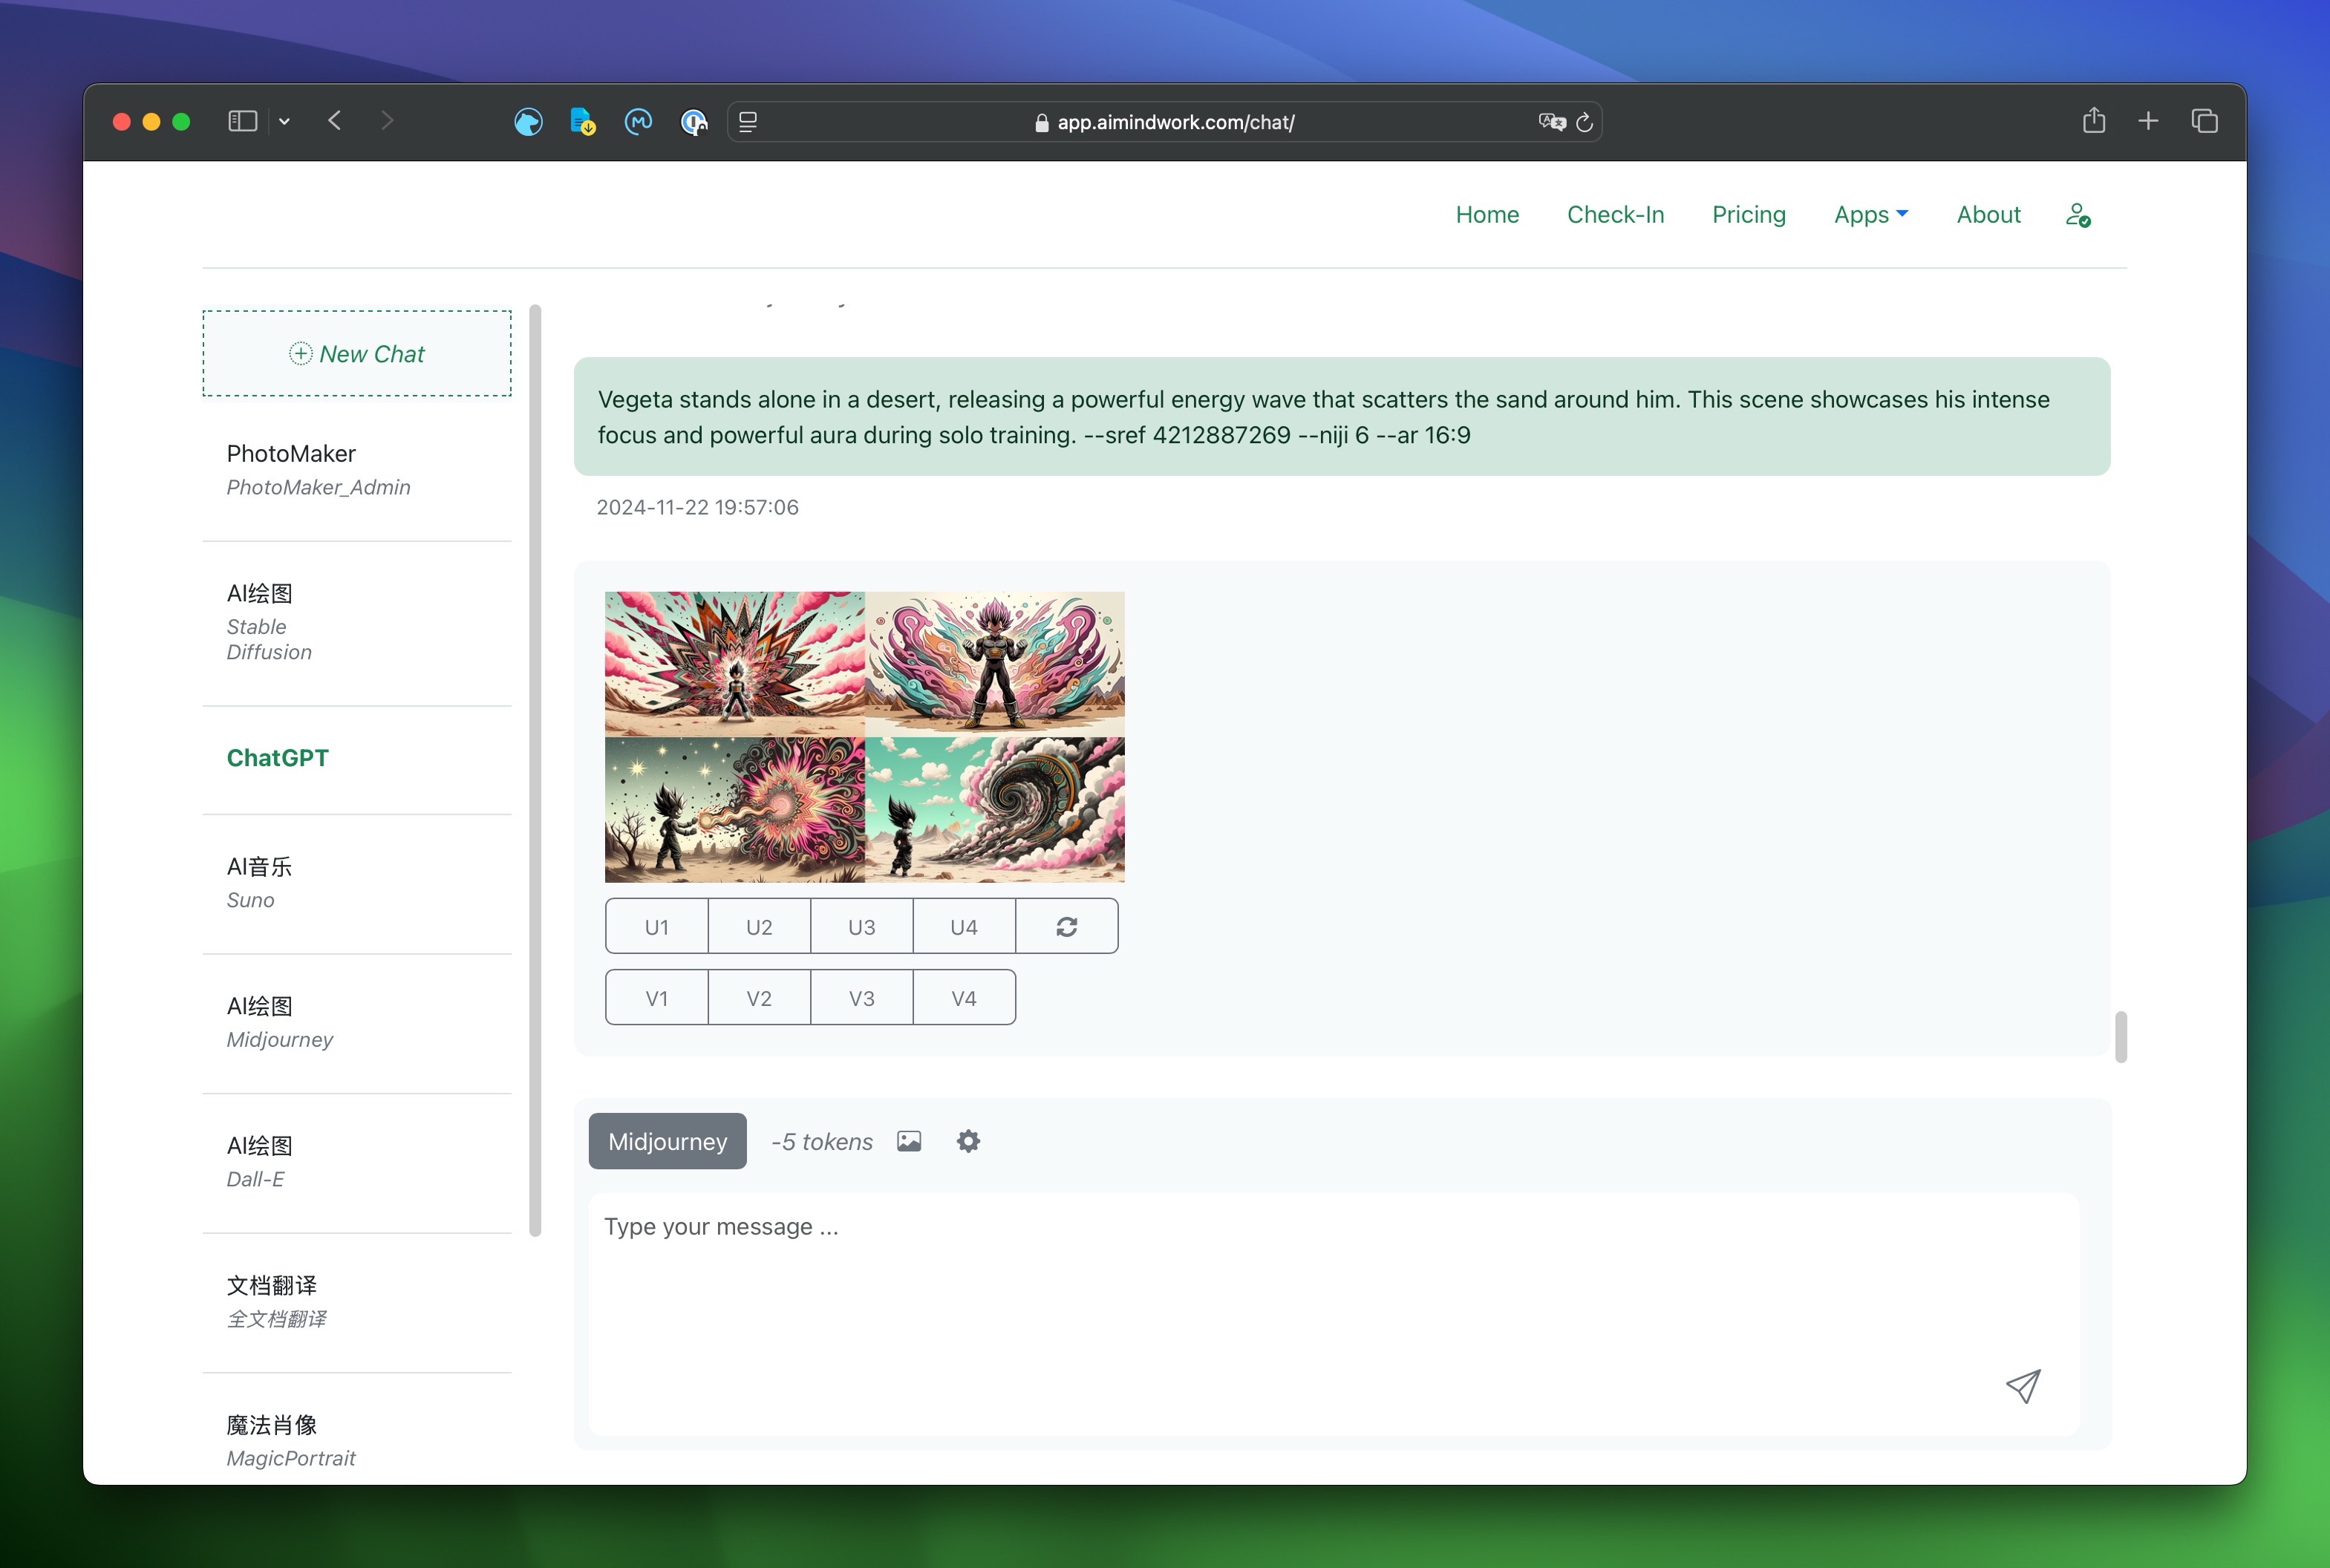 app.aimindwork.com/chat/
Home Check-In Pricing Apps About
New Chat
PhotoMaker
PhotoMaker_Admin
AI绘图
Stable
Diffusion
ChatGPT
AI音乐
Suno
AI绘图
Midjourney
AI绘图
Dall-E
文档翻译
全文档翻译
魔法肖像
MagicPortrait
Vegeta stands alone in a desert, releasing a powerful energy wave that scatters the sand around him. This scene showcases his intense
focus and powerful aura during solo training. --sref 4212887269 --niji 6 --ar 16:9
2024-11-22 19:57:06
U1 U2 U3 U4
V1 V2 V3 V4
Midjourney -5 tokens
Type your message ...